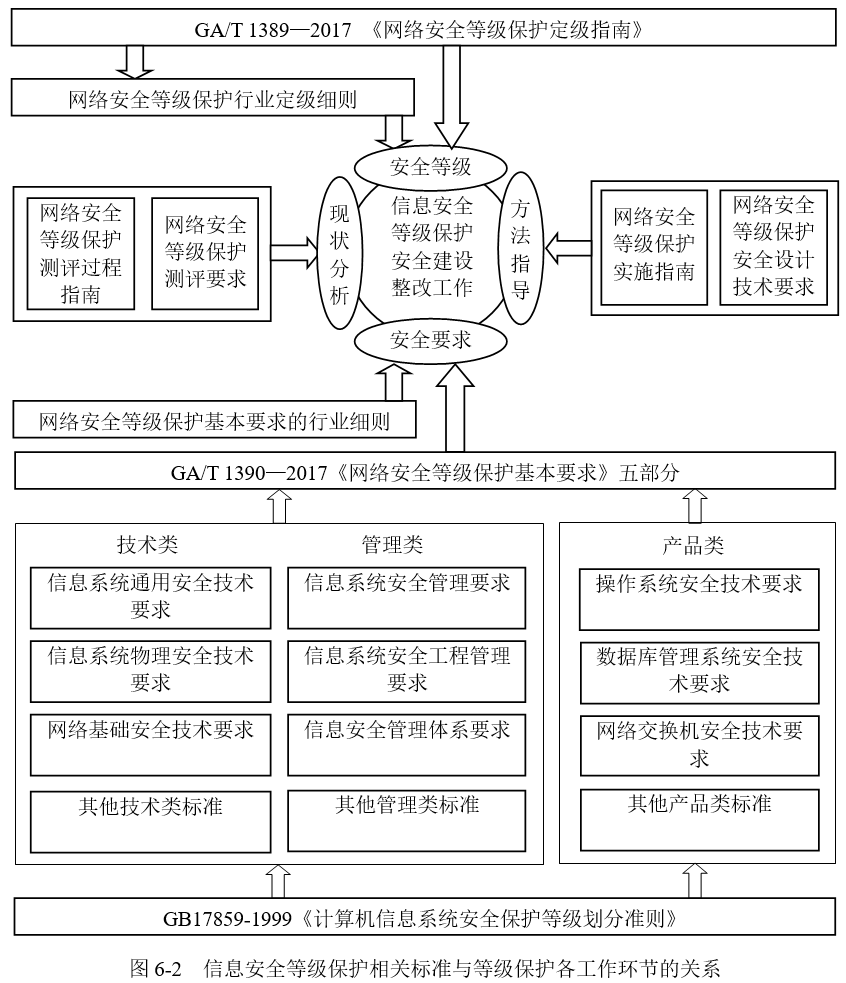 GA/T 1389—2017 《网络安全等级保护定级指南》
网络安全等级保护行业定级细则
安全等级
网络安全
等级保护
测评过程
指南
网络安全
等级保护
测评要求
现状分析
信息安全
等级保护
安全建设
整改工作
方法指导
网络安全
等级保护
实施指南
网络安全
等级保护
安全设计
技术要求
安全要求
网络安全等级保护基本要求的行业细则
GA/T 1390—2017《网络安全等级保护基本要求》五部分
技术类
信息系统通用安全技术
要求
信息系统物理安全技术
要求
网络基础安全技术要求
其他技术类标准
管理类
信息系统安全管理要求
信息系统安全工程管理
要求
信息安全管理体系要求
其他管理类标准
产品类
操作系统安全技术要求
数据库管理系统安全技
术要求
网络交换机安全技术要
求
其他产品类标准
GB17859-1999《计算机信息系统安全保护等级划分准则》
图 6-2 信息安全等级保护相关标准与等级保护各工作环节的关系